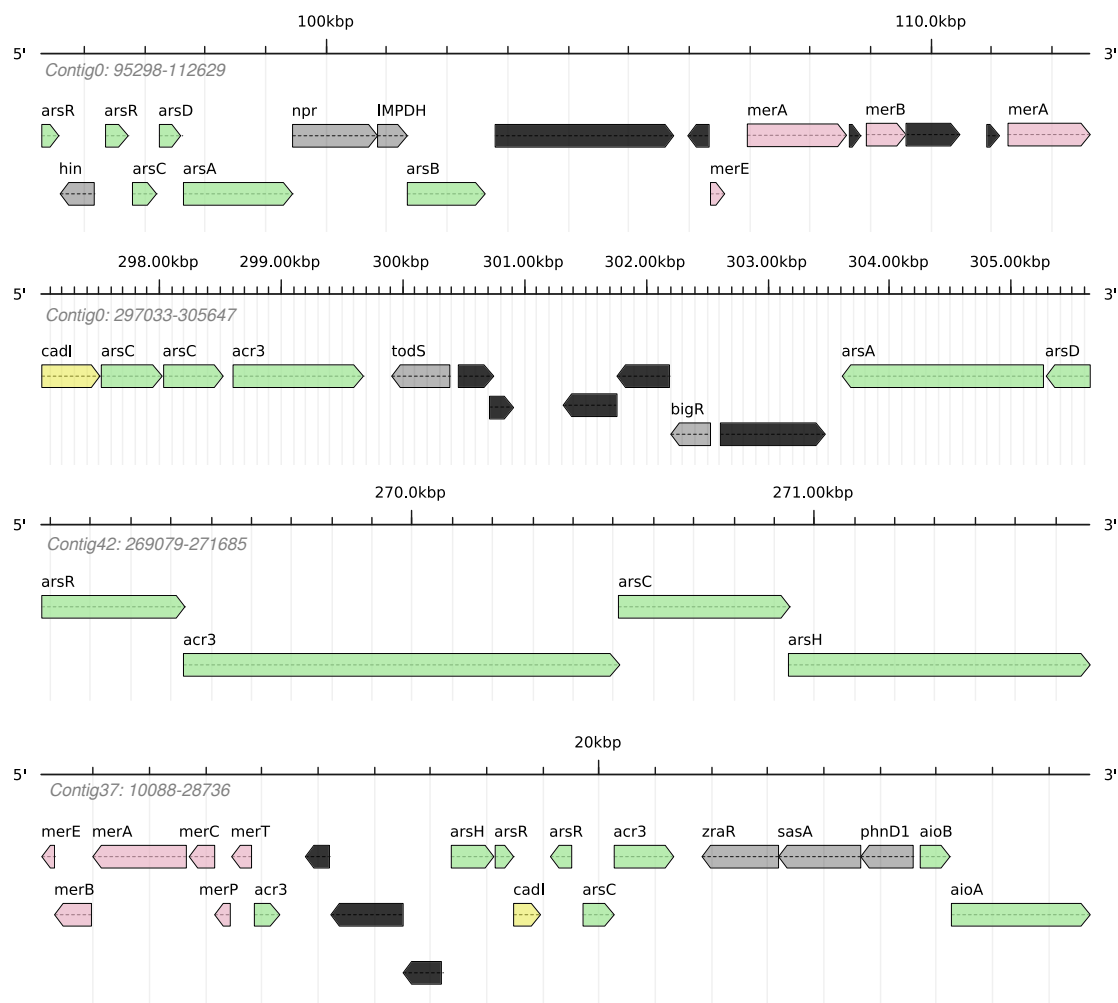 100kbp 110.0kbp
5' 3'
Contig0: 95298-112629
arsR arsR arsD npr IMPDH merA merB merA
hin arsC arsA arsB merE
298.00kbp 299.00kbp 300kbp 301.00kbp 302.00kbp 303.00kbp 304.00kbp 305.00kbp
5' 3'
Contig0: 297033-305647
cadI arsC arsC acr3 todS arsA arsD
bigR
270.0kbp 271.00kbp
5' 3'
Contig42: 269079-271685
arsR arsC
acr3 arsH
20kbp
5' 3'
Contig37: 10088-28736
merE merA merC merT arsH arsR arsR acr3 zraR sasA phnD1 aioB
merB merP acr3 cadI arsC aioA